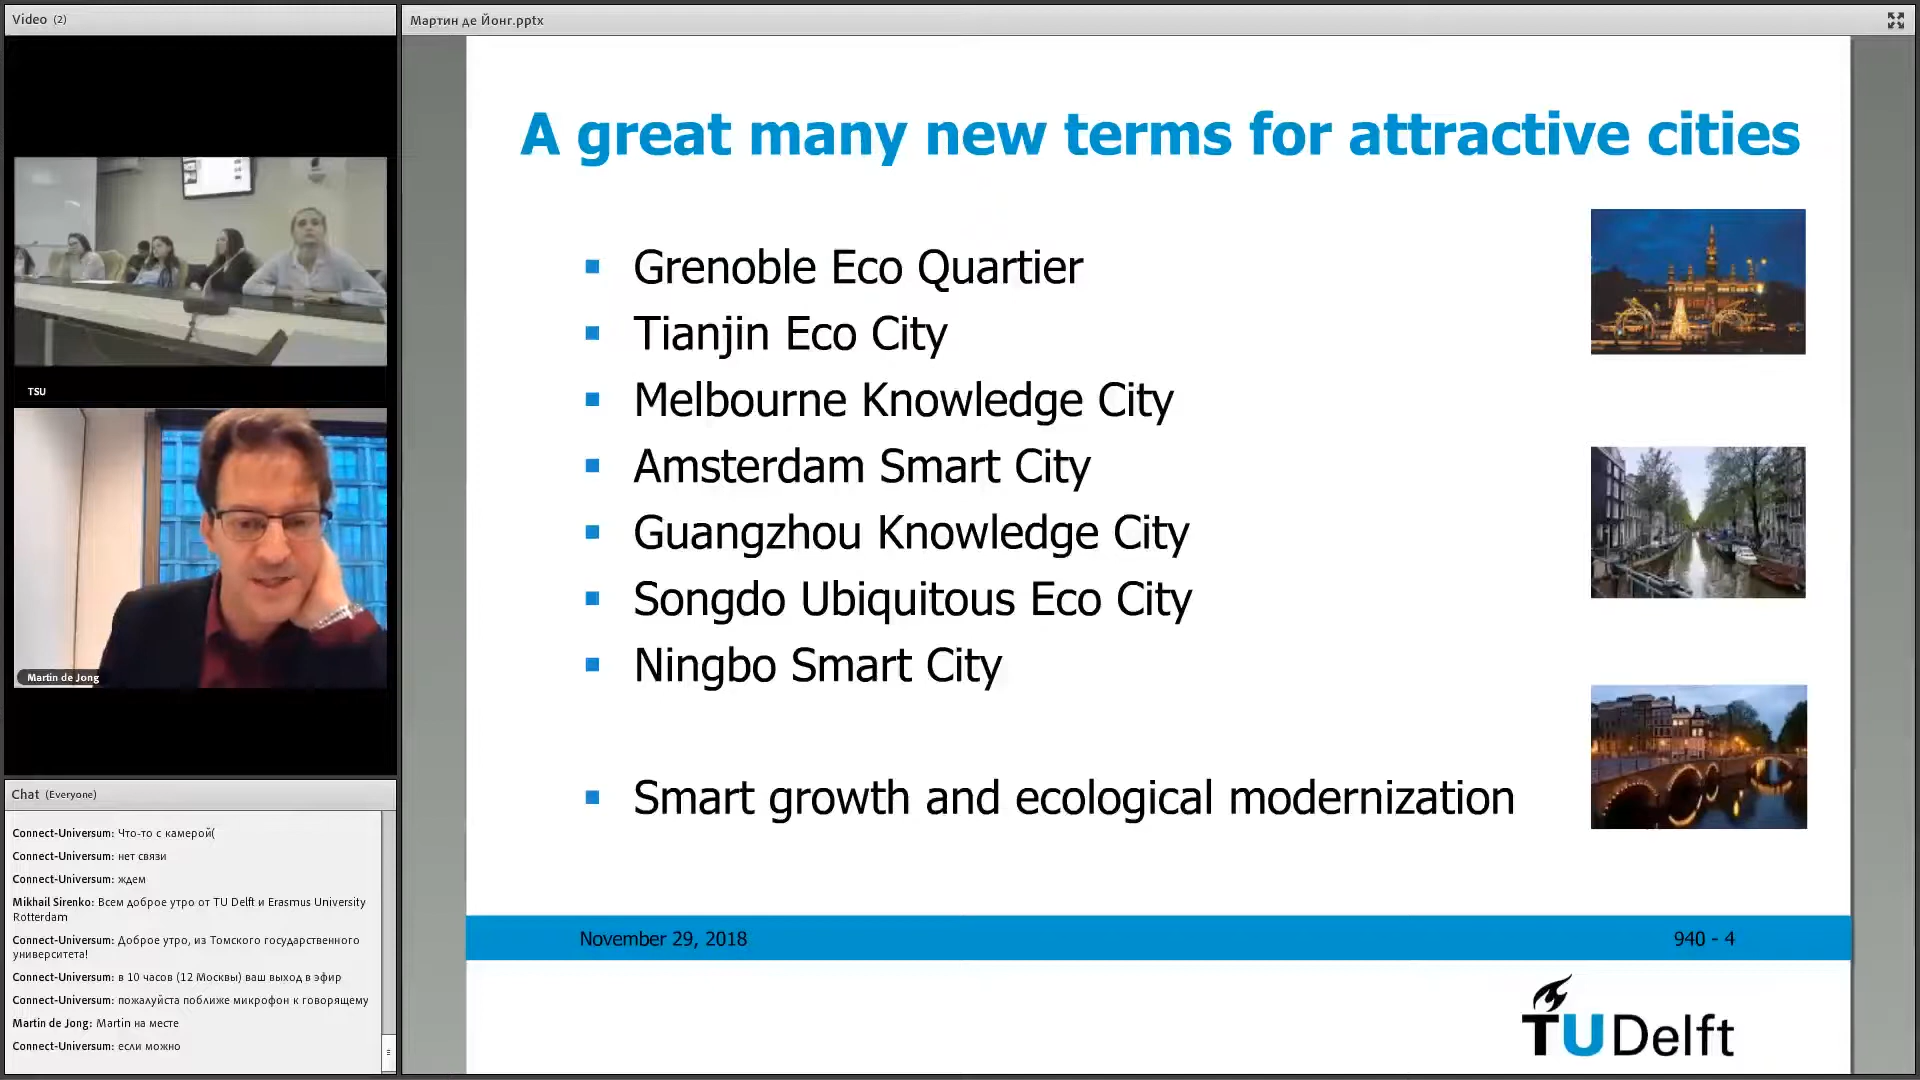 Video (2)
TSU
Martin de Jong
Chat (Everyone)
Connect-Universum: Что-то с камерой(
Connect-Universum: нет связи
Connect-Universum: ждем
Mikhail Sirenko: Всем доброе утро от TU Delft и Erasmus University
Rotterdam
Connect-Universum: Доброе утро, из Томского государственного
университета!
Connect-Universum: в 10 часов (12 Москвы) ваш выход в эфир
Connect-Universum: пожалуйста поближе микрофон к говорящему
Martin de Jong: Martin на месте
Connect-Universum: если можно
Мартин де Йонг.pptx
A great many new terms for attractive cities
Grenoble Eco Quartier
Tianjin Eco City
Melbourne Knowledge City
Amsterdam Smart City
Guangzhou Knowledge City
Songdo Ubiquitous Eco City
Ningbo Smart City
Smart growth and ecological modernization
November 29, 2018
940 - 4
TU Delft